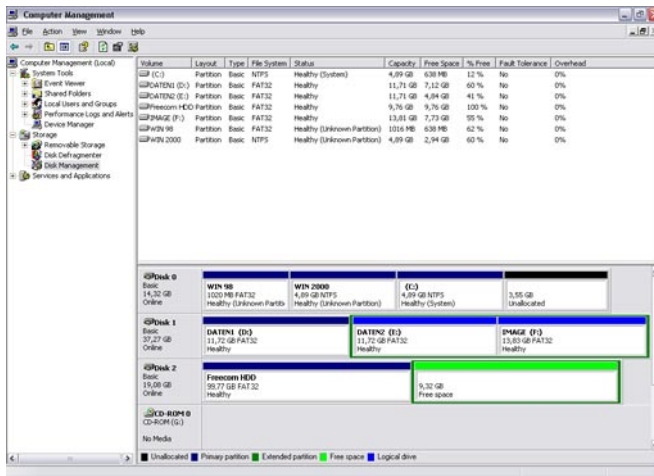 Computer Management
File Action View Window Help
Computer Management (Local)
System Tools
Event Viewer
Shared Folders
Local Users and Groups
Performance Logs and Alerts
Device Manager
Storage
Removable Storage
Disk Defragmenter
Disk Management
Services and Applications
Volume Layout Type File System Status Capacity Free Space % Free Fault Tolerance Overhead
(C:) Partition Basic NTFS Healthy (System) 4,89 GB 638 MB 12 % No 0%
DATEN1 (D:) Partition Basic FAT32 Healthy 11,71 GB 7,12 GB 60 % No 0%
DATEN2 (E:) Partition Basic FAT32 Healthy 11,71 GB 4,84 GB 41 % No 0%
Freecom HDD Partition Basic FAT32 Healthy 9,76 GB 9,76 GB 100 % No 0%
IMAGE (F:) Partition Basic FAT32 Healthy 13,81 GB 7,73 GB 55 % No 0%
WIN 98 Partition Basic FAT32 Healthy (Unknown Partition) 1016 MB 638 MB 62 % No 0%
WIN 2000 Partition Basic NTFS Healthy (Unknown Partition) 4,89 GB 2,94 GB 60 % No 0%
Disk 0
Basic
14,32 GB
Online
WIN 98
1020 MB FAT32
Healthy (Unknown Partitio
WIN 2000
4,89 GB NTFS
Healthy (Unknown Partition)
(C:)
4,89 GB NTFS
Healthy (System)
3,55 GB
Unallocated
Disk 1
Basic
37,27 GB
Online
DATEN1 (D:)
11,72 GB FAT32
Healthy
DATEN2 (E:)
11,72 GB FAT32
Healthy
IMAGE (F:)
13,83 GB FAT32
Healthy
Disk 2
Basic
19,08 GB
Online
Freecom HDD
GB FAT32
Healthy
9,32 GB
Free space
CD-ROM 0
CD-ROM (G:)
No Media
Unallocated Primary partition Extended partition Free space Logical drive